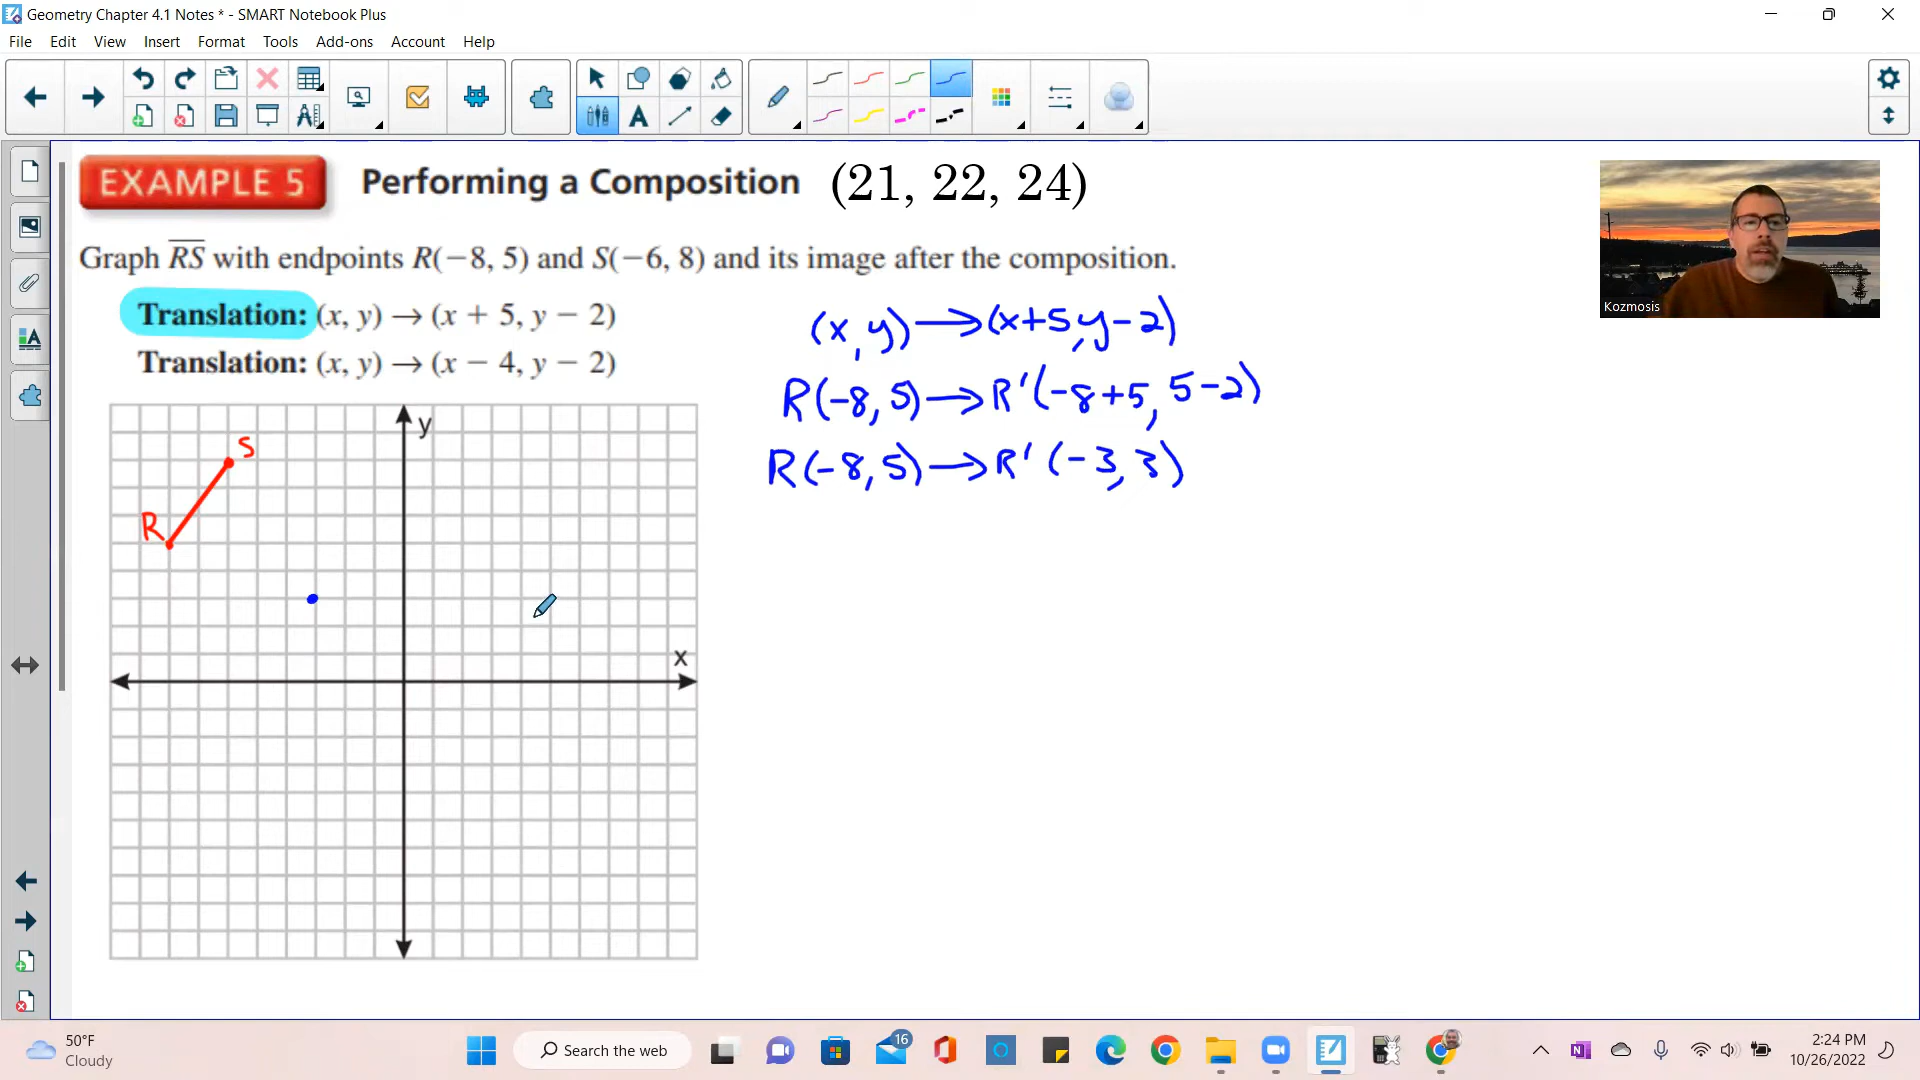 Geometry Chapter 4.1 Notes * - SMART Notebook Plus
File Edit View Insert Format Tools Add-ons Account Help
EXAMPLE 5 Performing a Composition (21, 22, 24)
Graph RS with endpoints R(−8, 5) and S(−6, 8) and its image after the composition.
Translation: (x, y) → (x + 5, y − 2)
Translation: (x, y) → (x − 4, y − 2)
(x, y) → (x+5, y−2)
R(−8, 5) → R'(−8+5, 5−2)
R(−8, 5) → R'(−3, 3)
Kozmosis
y
S
R
x
50°F
Cloudy
Search the web
16
2:24 PM
10/26/2022